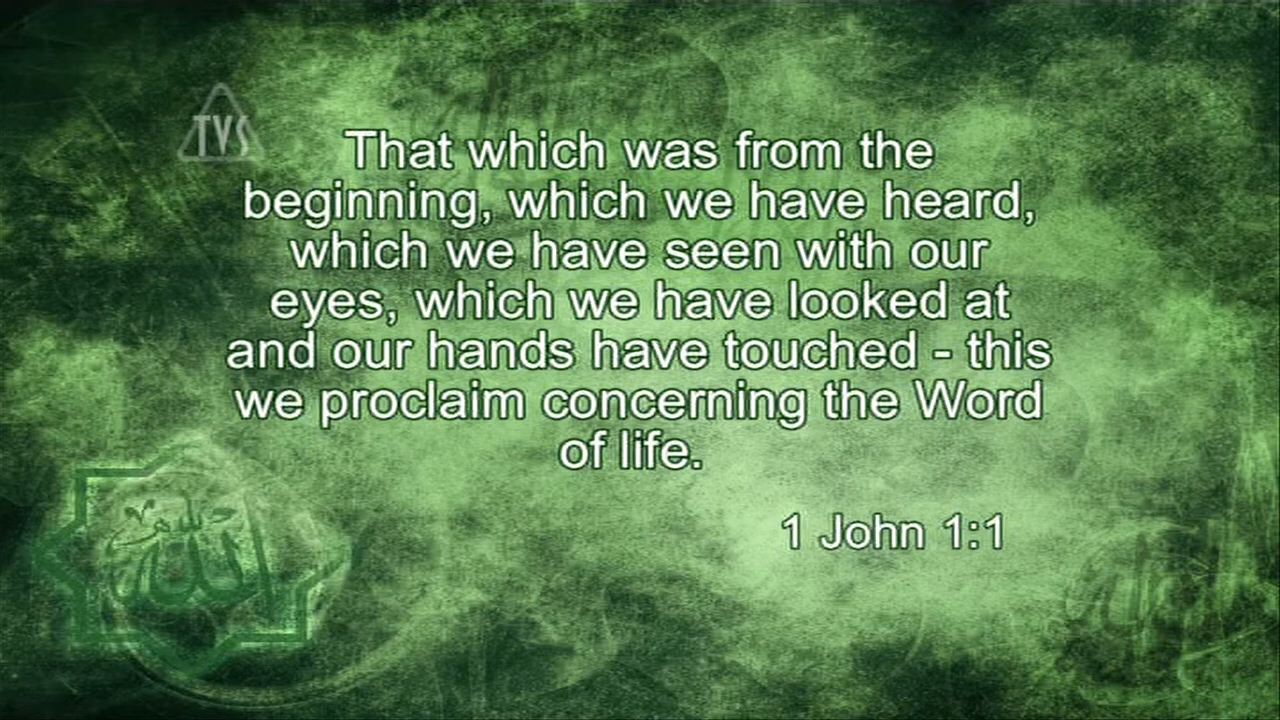 TVS
That which was from the
beginning, which we have heard,
which we have seen with our
eyes, which we have looked at
and our hands have touched - this
we proclaim concerning the Word
of life.
1 John 1:1
الله